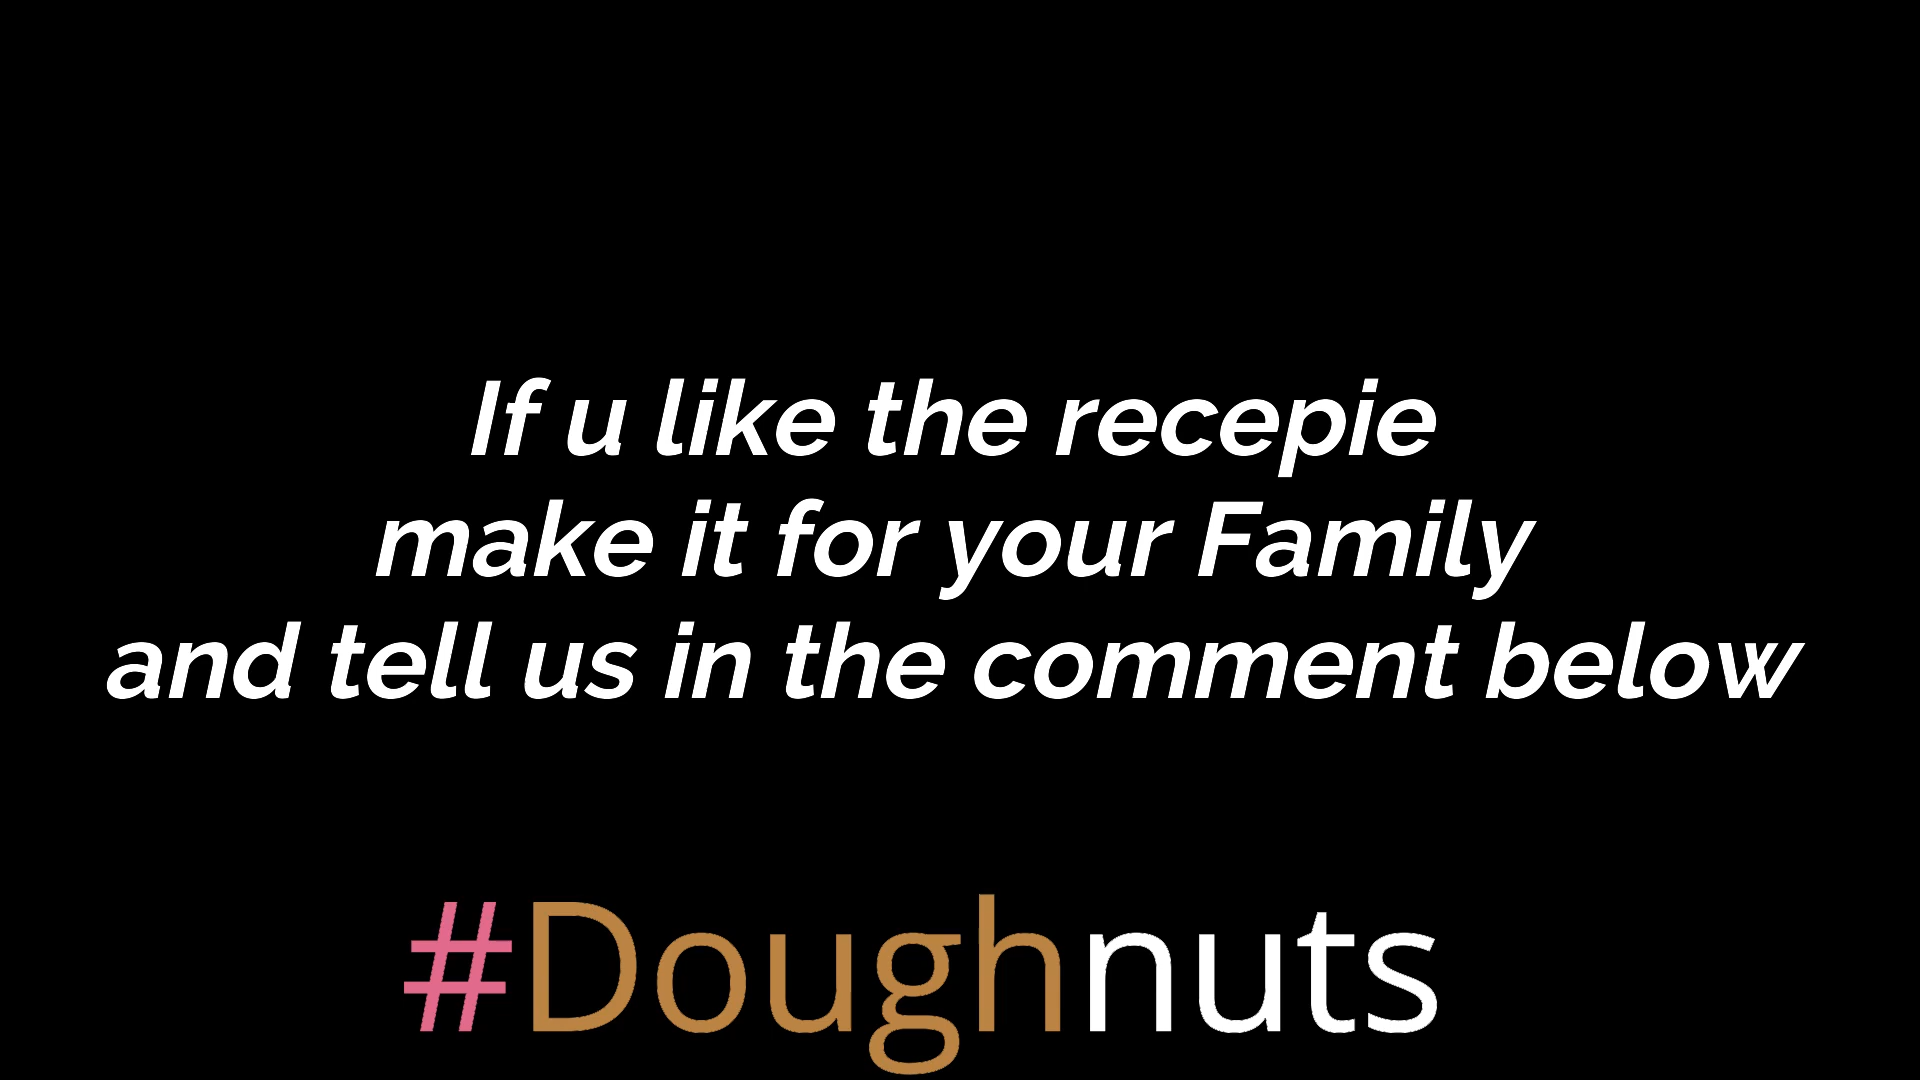 If u like the recepie
make it for your Family
and tell us in the comment below
#Doughnuts